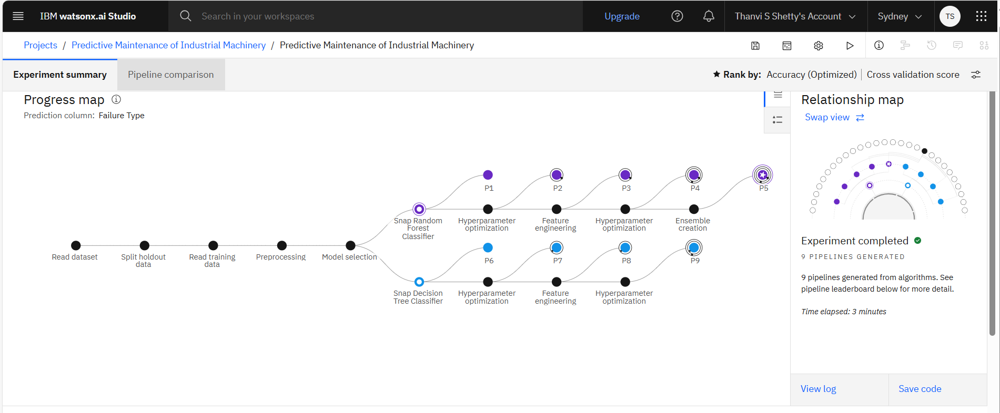 IBM watsonx.ai Studio
Search in your workspaces
Upgrade
Thanvi S Shetty's Account
Sydney
TS
Projects / Predictive Maintenance of Industrial Machinery / Predictive Maintenance of Industrial Machinery
Experiment summary
Pipeline comparison
Rank by: Accuracy (Optimized) | Cross validation score
Progress map
Prediction column: Failure Type
P1
P2
P3
P4
P5
Snap Random
Forest
Classifier
Hyperparameter
optimization
Feature
engineering
Hyperparameter
optimization
Ensemble
creation
Read dataset
Split holdout
data
Read training
data
Preprocessing
Model selection
P6
P7
P8
P9
Snap Decision
Tree Classifier
Hyperparameter
optimization
Feature
engineering
Hyperparameter
optimization
Relationship map
Swap view
Experiment completed
9 PIPELINES GENERATED
9 pipelines generated from algorithms. See
pipeline leaderboard below for more detail.
Time elapsed: 3 minutes
View log
Save code